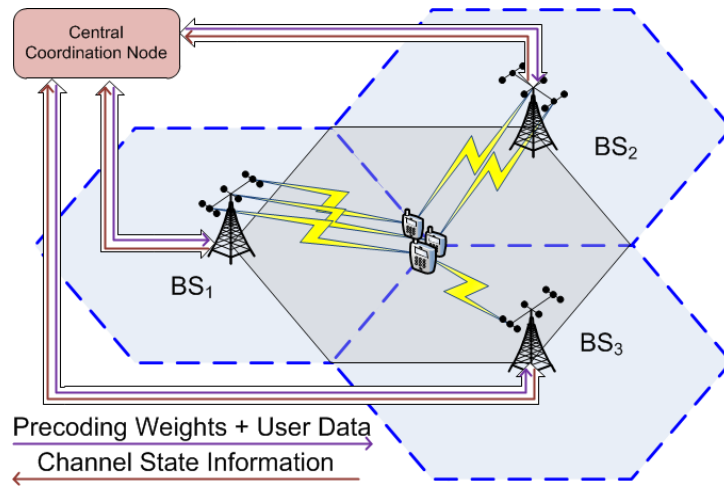 Central
Coordination Node
BS2
BS1
BS3
Precoding Weights + User Data
Channel State Information